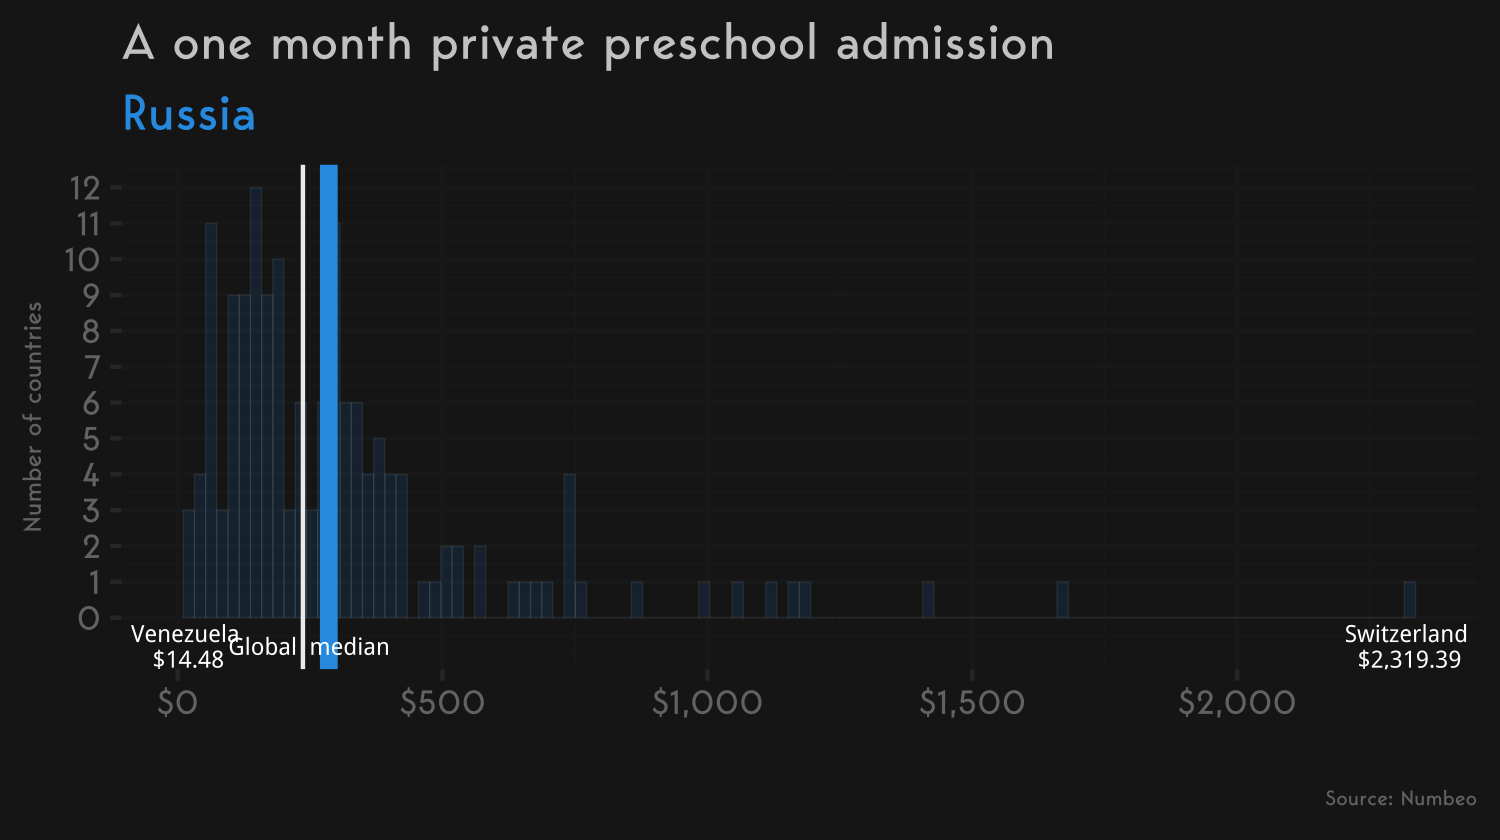 A one month private preschool admission
Russia
Number of countries
12
11
10
9
8
7
6
5
4
3
2
1
0
Venezuela
$14.48
Global median
Switzerland
$2,319.39
$0 $500 $1,000 $1,500 $2,000
Source: Numbeo